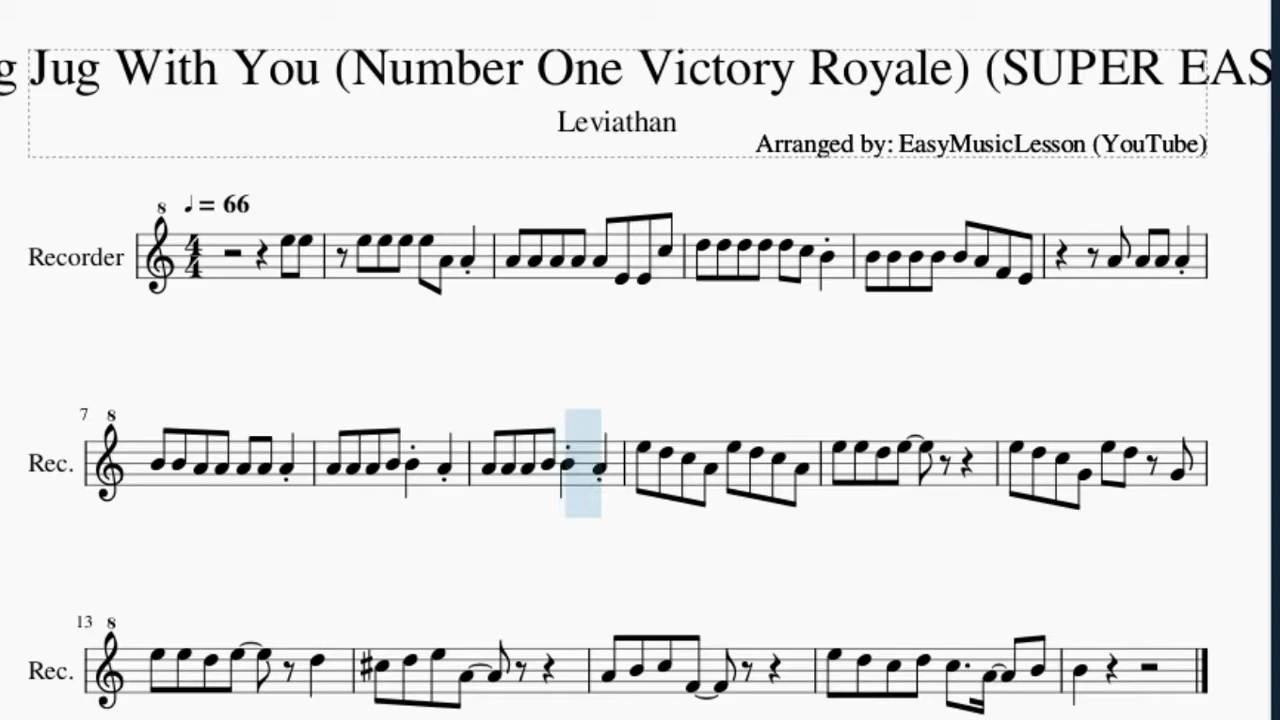 g Jug With You (Number One Victory Royale) (SUPER EAS
Leviathan
Arranged by: EasyMusicLesson (YouTube)
♩ = 66
8
Recorder
4
4
7
8
Rec.
13
8
Rec.